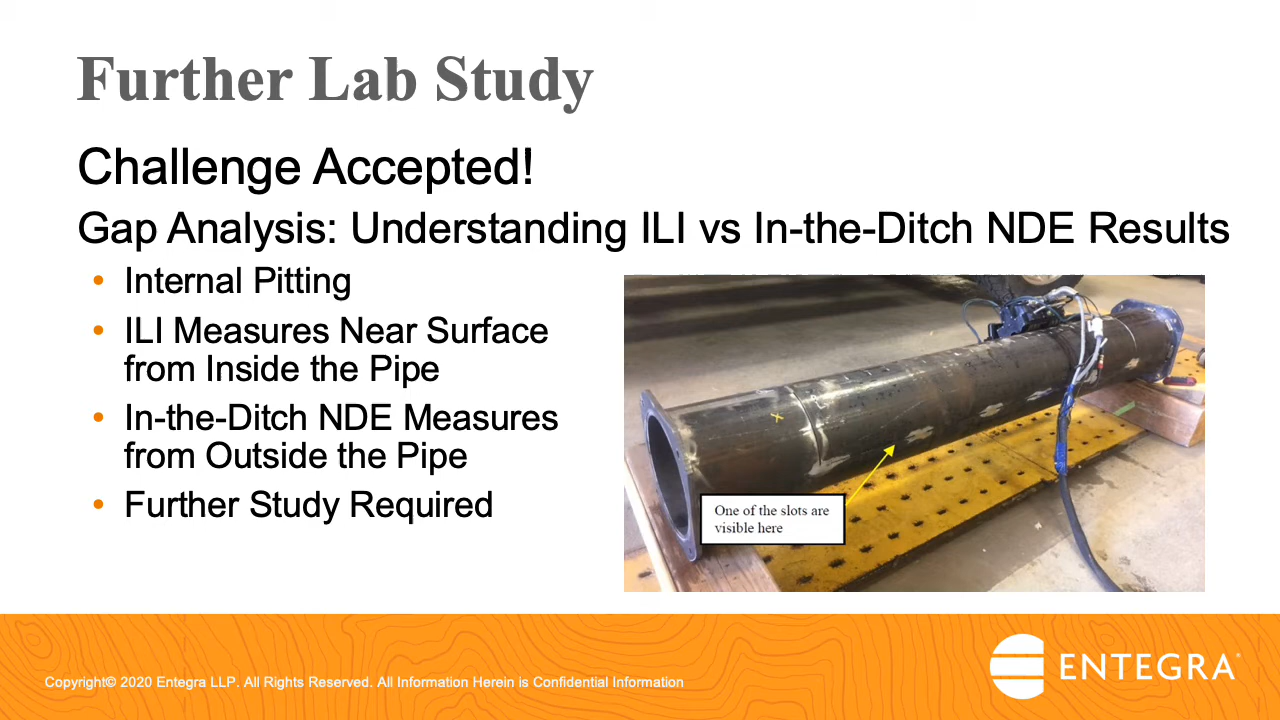 Further Lab Study
Challenge Accepted!
Gap Analysis: Understanding ILI vs In-the-Ditch NDE Results
• Internal Pitting
• ILI Measures Near Surface
from Inside the Pipe
• In-the-Ditch NDE Measures
from Outside the Pipe
• Further Study Required
One of the slots are
visible here
Copyright© 2020 Entegra LLP. All Rights Reserved. All Information Herein is Confidential Information
ENTEGRA®